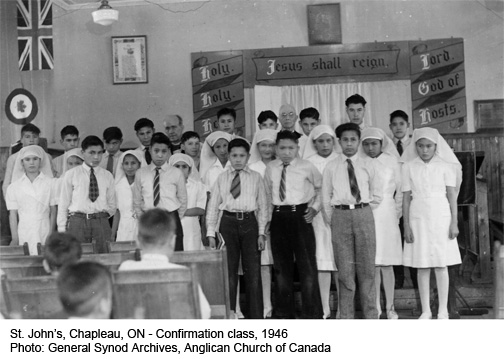 Jesus shall reign.
Holy.
Holy.
Lord.
God of
Hosts.
St. John's, Chapleau, ON - Confirmation class, 1946
Photo: General Synod Archives, Anglican Church of Canada